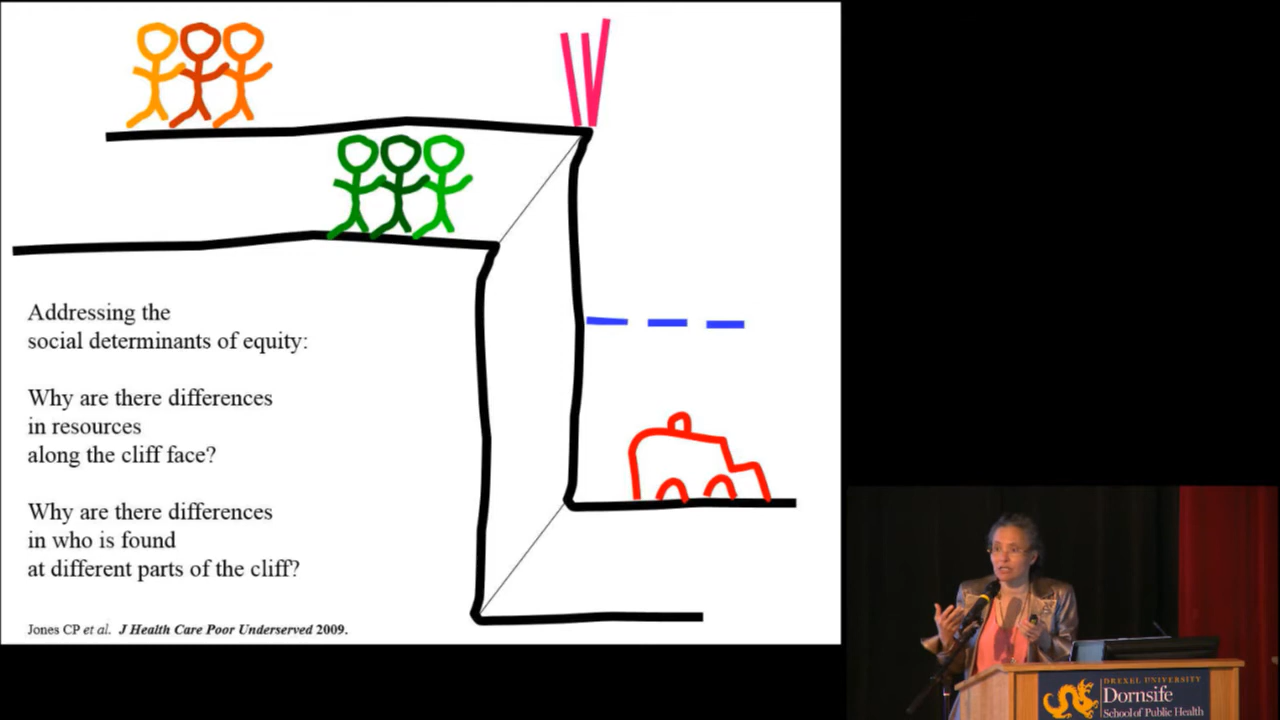 Addressing the
social determinants of equity:
Why are there differences
in resources
along the cliff face?
Why are there differences
in who is found
at different parts of the cliff?
Jones CP et al. J Health Care Poor Underserved 2009.
DREXEL UNIVERSITY
Dornsife
School of Public Health